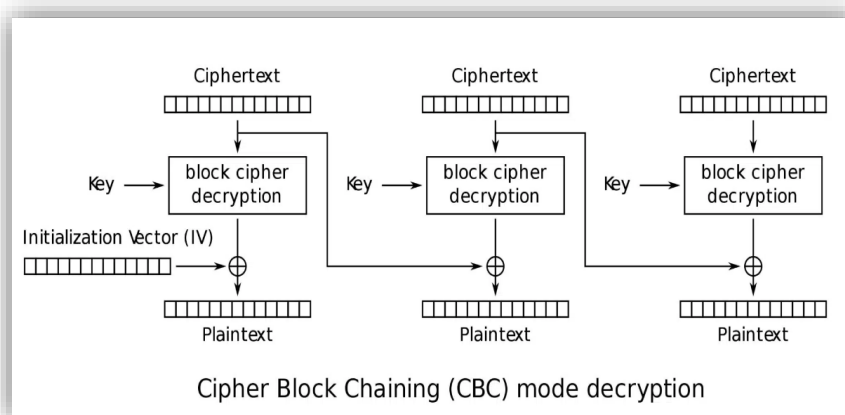 Ciphertext Ciphertext Ciphertext
Key block cipher decryption Key block cipher decryption Key block cipher decryption
Initialization Vector (IV)
Plaintext Plaintext Plaintext
Cipher Block Chaining (CBC) mode decryption